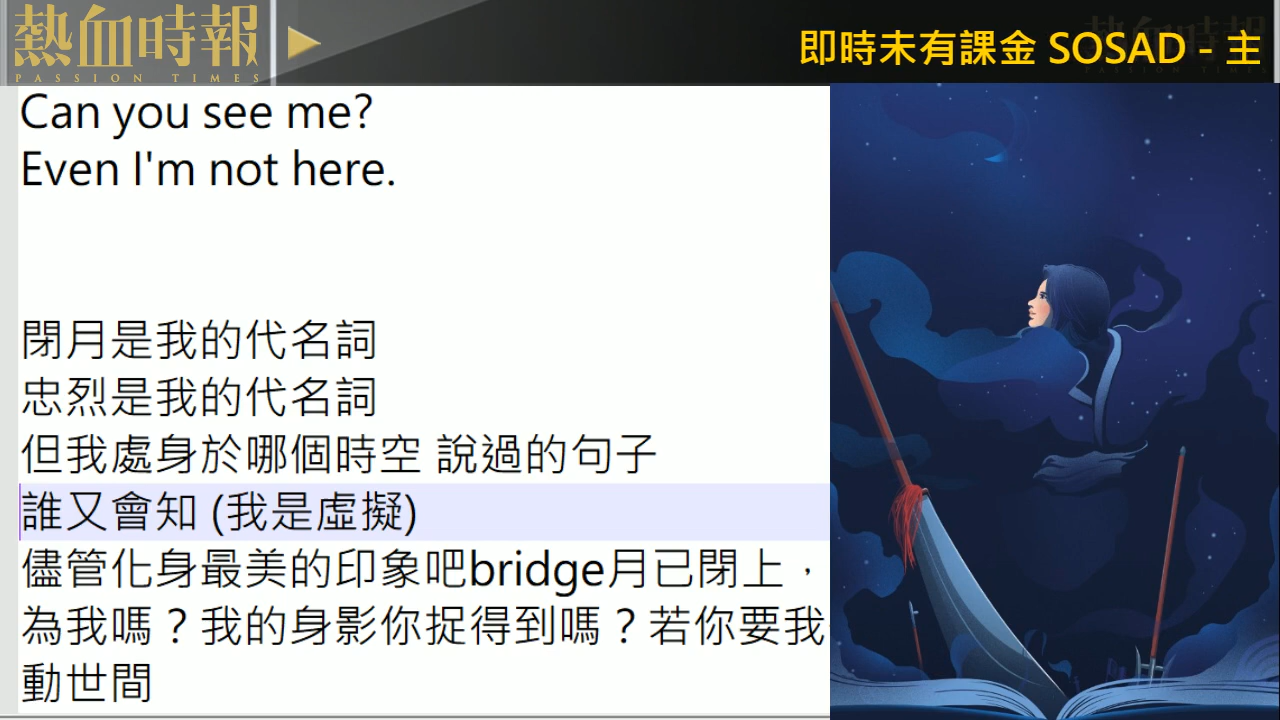 熱血時報
PASSION TIMES
即時未有課金 SOSAD - 主
Can you see me?
Even I'm not here.
閉月是我的代名詞
忠烈是我的代名詞
但我處身於哪個時空 說過的句子
誰又會知 (我是虛擬)
儘管化身最美的印象吧bridge月已閉上，
為我嗎？我的身影你捉得到嗎？若你要我
動世間